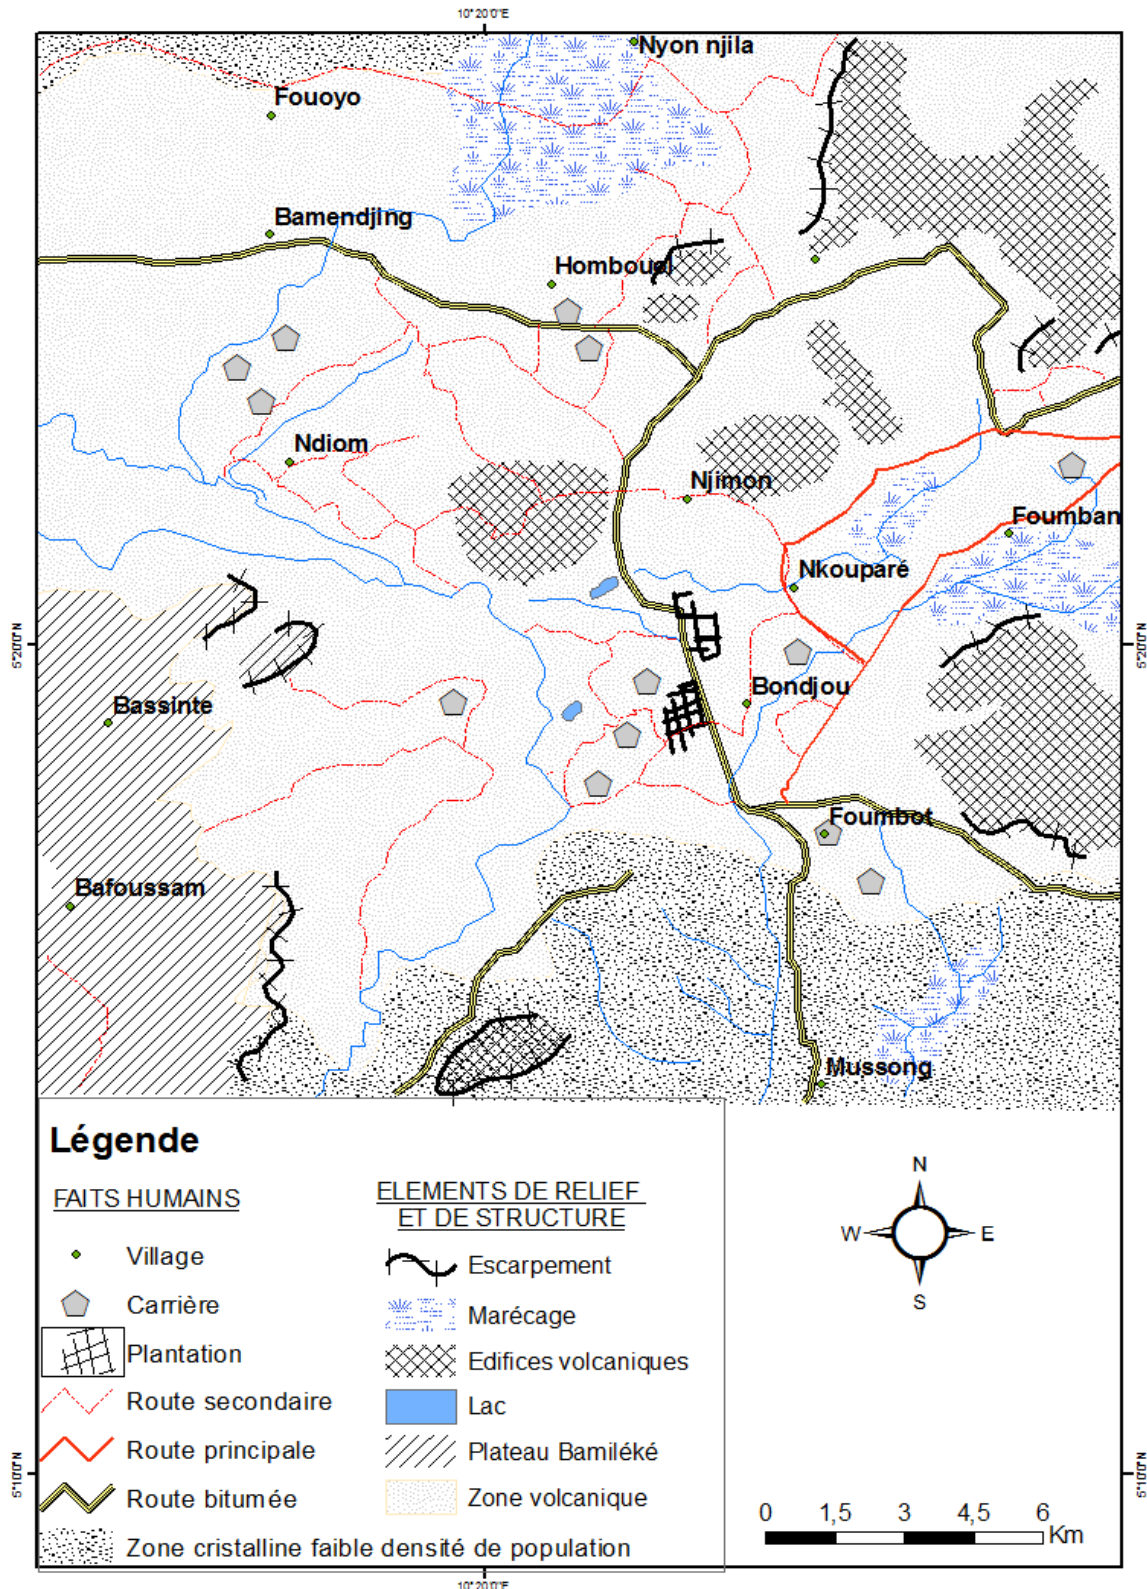 10°20'0"E
Nyon njila
Fouoyo
Bamendjing
Hombouel
Ndiom
Njimon
Foumban
Nkouparé
5°20'0"N
5°20'0"N
Bassinte
Bondjou
Foumbot
Bafoussam
Mussong
Légende
FAITS HUMAINS
Village
Carrière
Plantation
Route secondaire
Route principale
Route bitumée
Zone cristalline faible densité de population
ELEMENTS DE RELIEF
ET DE STRUCTURE
Escarpement
Marécage
Edifices volcaniques
Lac
Plateau Bamiléké
Zone volcanique
N
W E
S
0 1,5 3 4,5 6
Km
5°10'0"N
5°10'0"N
10°20'0"E